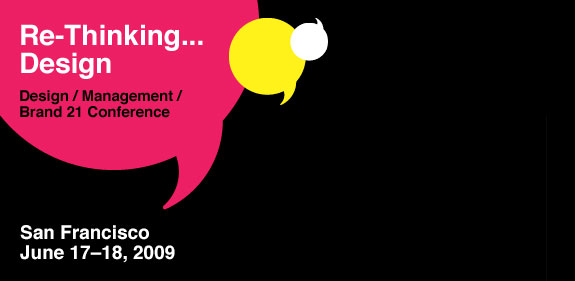 Re-Thinking...
Design
Design / Management /
Brand 21 Conference
San Francisco
June 17–18, 2009